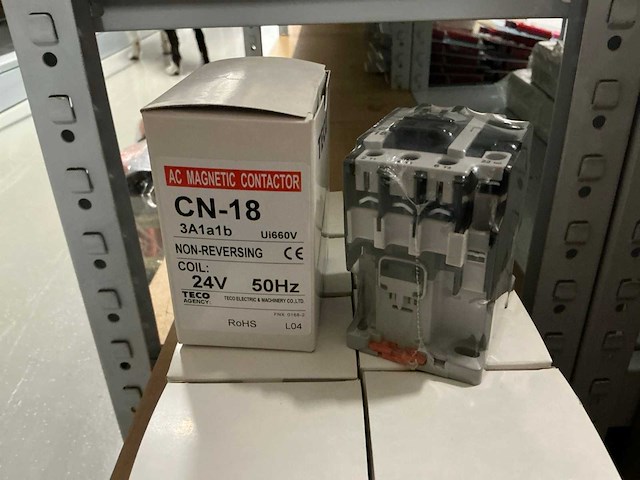 AC MAGNETIC CONTACTOR
CN-18
3A1a1b Ui660V
NON-REVERSING CE
COIL:
24V 50Hz
TECO TECO ELECTRIC & MACHINERY CO.,LTD.
AGENCY:
RoHS L04